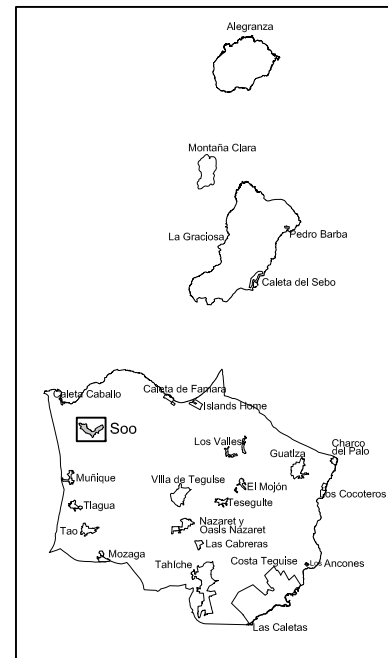 Alegranza
Montaña Clara
La Graciosa
Pedro Barba
Caleta del Sebo
Caleta Caballo
Caleta de Famara
Islands Home
Soo
Los Valles
Guatiza
Charco
del Palo
Muñique
Villa de Teguise
El Mojón
Los Cocoteros
Teseguite
Tiagua
Nazaret y
Oasis Nazaret
Tao
Las Cabreras
Mozaga
Tahiche
Costa Teguise
Los Ancones
Las Caletas